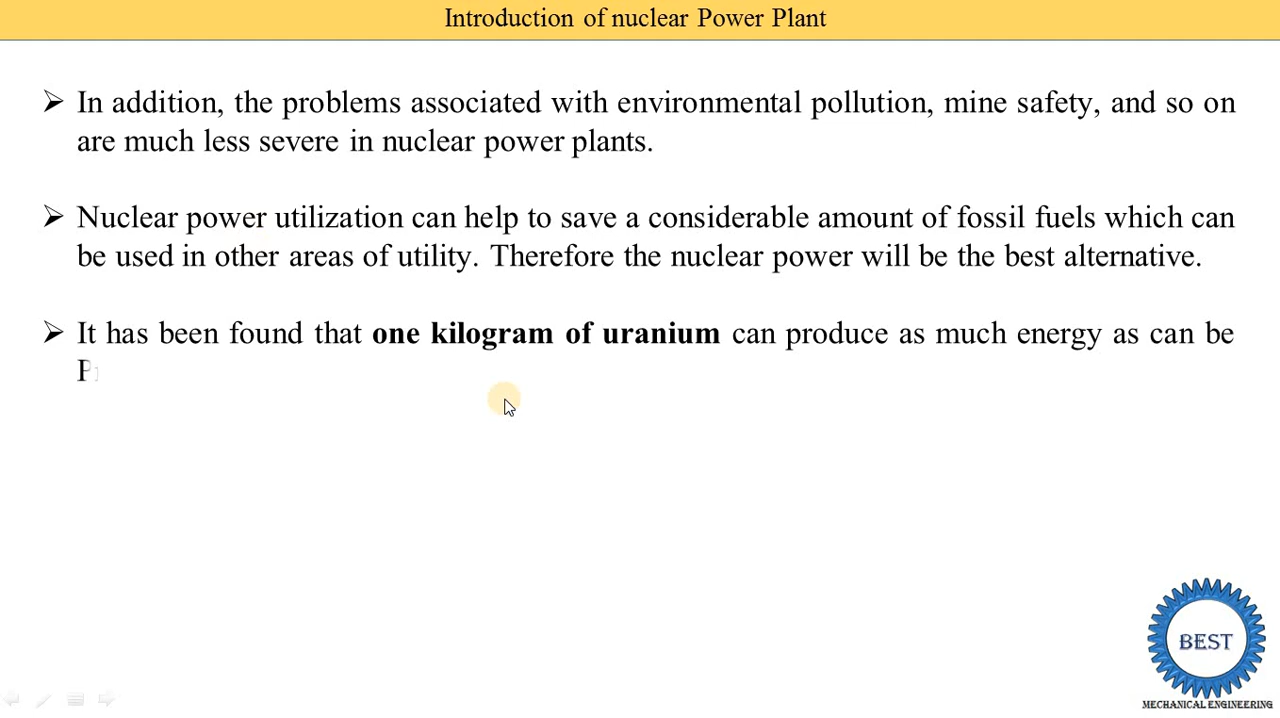 Introduction of nuclear Power Plant
In addition, the problems associated with environmental pollution, mine safety, and so on
are much less severe in nuclear power plants.
Nuclear power utilization can help to save a considerable amount of fossil fuels which can
be used in other areas of utility. Therefore the nuclear power will be the best alternative.
It has been found that one kilogram of uranium can produce as much energy as can be
BEST
MECHANICAL ENGINEERING